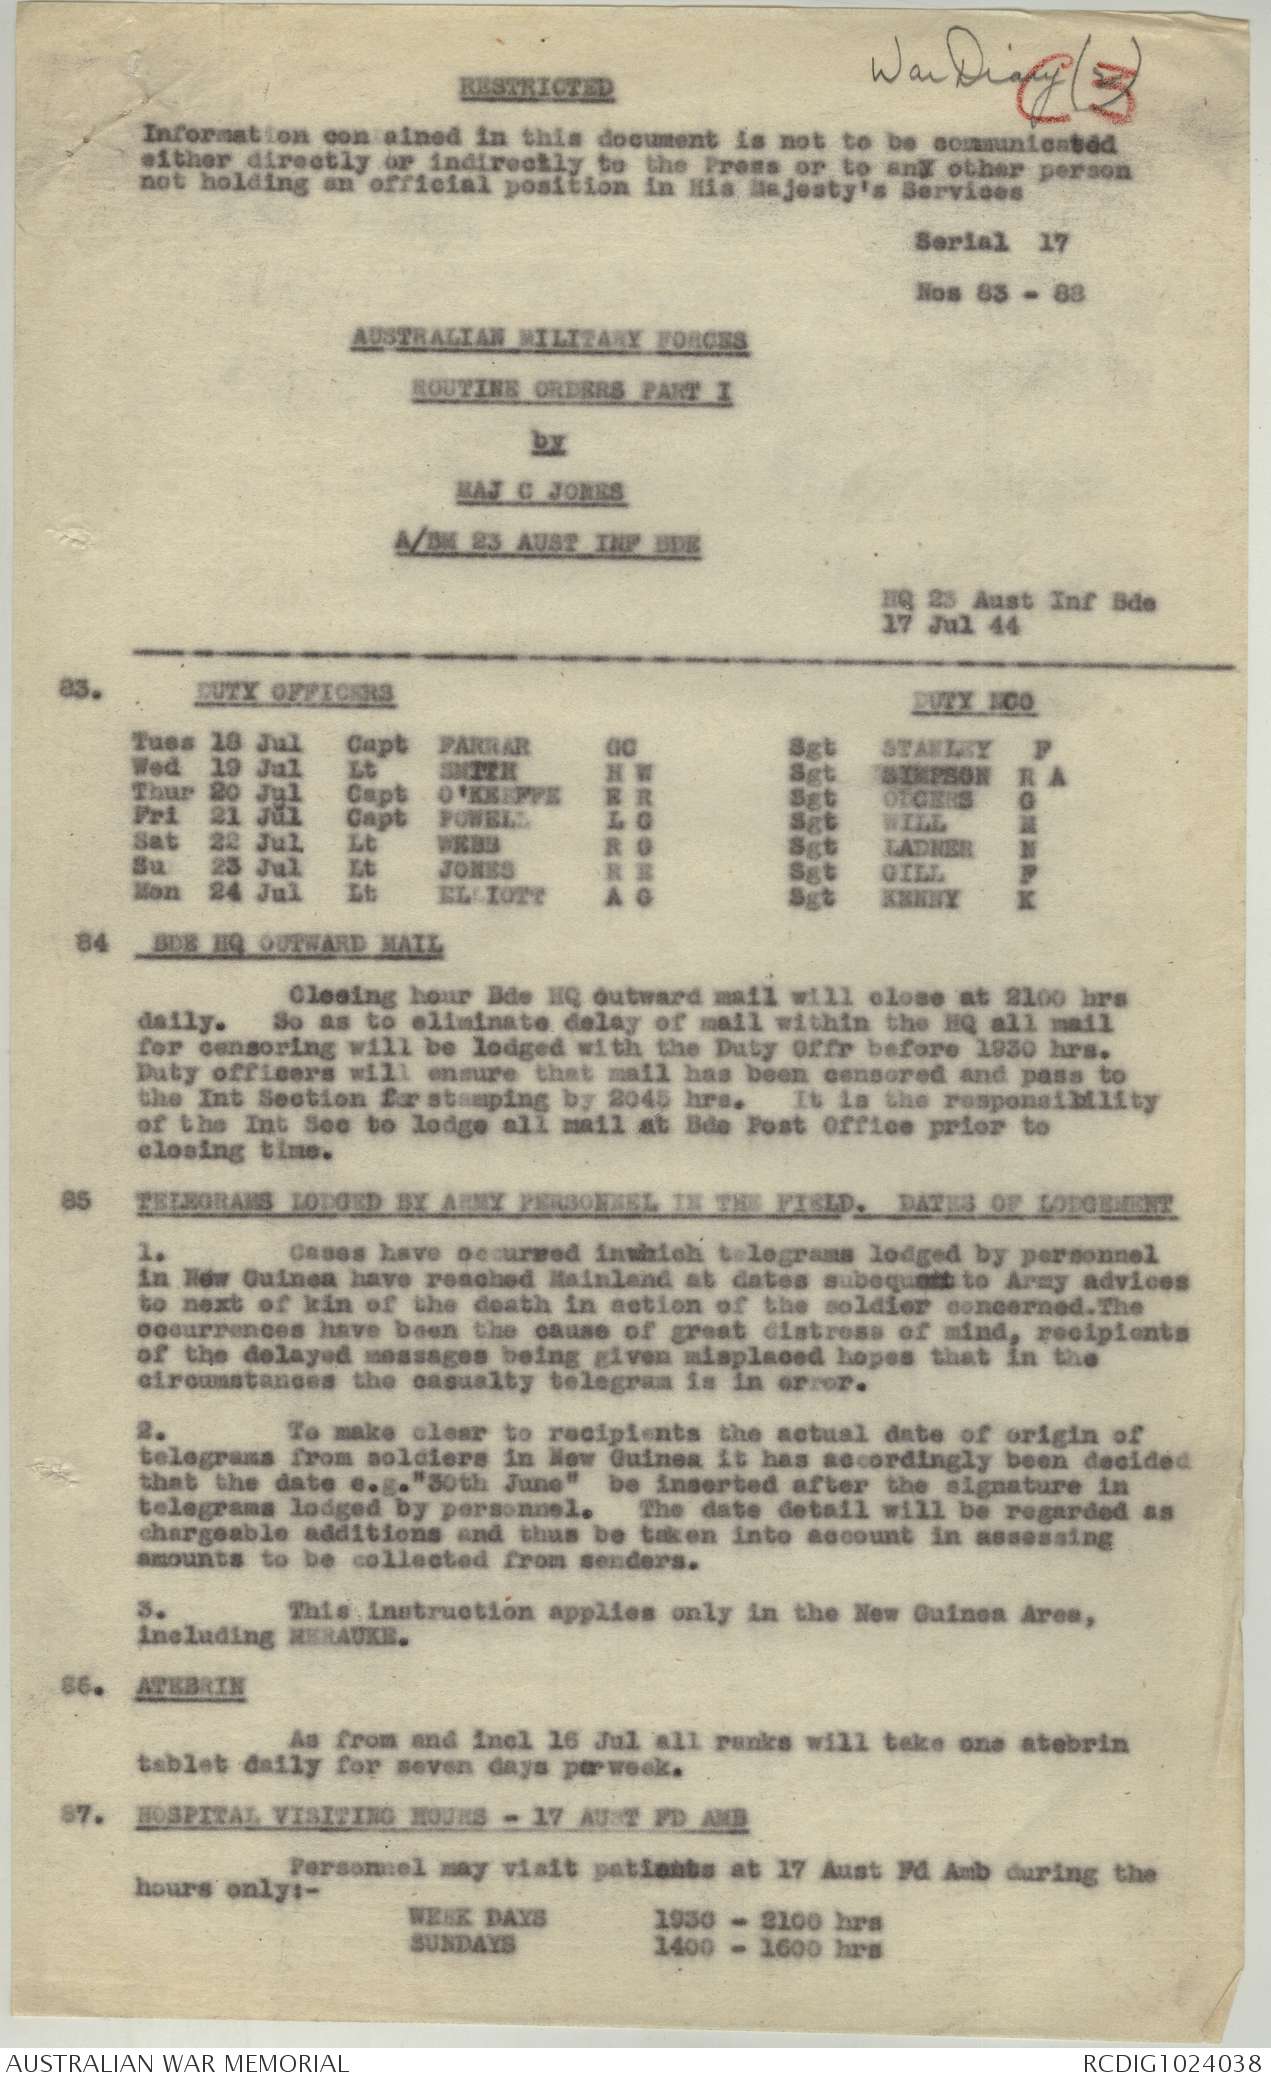 War Diary (2)
C3
RESTRICTED
Information con ained in this document is not to be communicated
either directly or indirectly to the Press or to any other person
not holding an official position in His Majesty's Services
Serial 17
Nos 83 - 88
AUSTRALIAN MILITARY FORCES
ROUTINE ORDERS PART I
by
MAJ C JONES
A/BM 23 AUST INF BDE
HQ 23 Aust Inf Bde
17 Jul 44
83. DUTY OFFICERS DUTY NCO
Tues 18 Jul Capt FARRAR GC Sgt STANLEY F
Wed 19 Jul Lt SMITH H W Sgt SIMPSON R A
Thur 20 Jul Capt O'KEEFFE E R Sgt ODGERS G
Fri 21 Jul Capt POWELL L G Sgt WILL M
Sat 22 Jul Lt WEBB R G Sgt LADNER N
Su 23 Jul Lt JONES R E Sgt GILL F
Mon 24 Jul Lt ELLIOTT A G Sgt KENNY K
84 BDE HQ OUTWARD MAIL
Closing hour Bde HQ outward mail will close at 2100 hrs
daily. So as to eliminate delay of mail within the HQ all mail
for censoring will be lodged with the Duty Offr before 1930 hrs.
Duty officers will ensure that mail has been censored and pass to
the Int Section for stamping by 2045 hrs. It is the responsibility
of the Int Sec to lodge all mail at Bde Post Office prior to
closing time.
85 TELEGRAMS LODGED BY ARMY PERSONNEL IN THE FIELD. DATES OF LODGEMENT
1. Cases have occurred inwhich telegrams lodged by personnel
in New Guinea have reached Mainland at dates subequent to Army advices
to next of kin of the death in action of the soldier concerned.The
occurrences have been the cause of great distress of mind, recipients
of the delayed messages being given misplaced hopes that in the
circumstances the casualty telegram is in error.
2. To make clear to recipients the actual date of origin of
telegrams from soldiers in New Guinea it has accordingly been decided
that the date e.g."30th June" be inserted after the signature in
telegrams lodged by personnel. The date detail will be regarded as
chargeable additions and thus be taken into account in assessing
amounts to be collected from senders.
3. This instruction applies only in the New Guinea Area,
including MERAUKE.
86. ATEBRIN
As from and incl 16 Jul all ranks will take one atebrin
tablet daily for seven days per week.
87. HOSPITAL VISITING HOURS - 17 AUST FD AMB
Personnel may visit patients at 17 Aust Fd Amb during the
hours only:-
WEEK DAYS 1930 - 2100 hrs
SUNDAYS 1400 - 1600 hrs
AUSTRALIAN WAR MEMORIAL RCDIG1024038